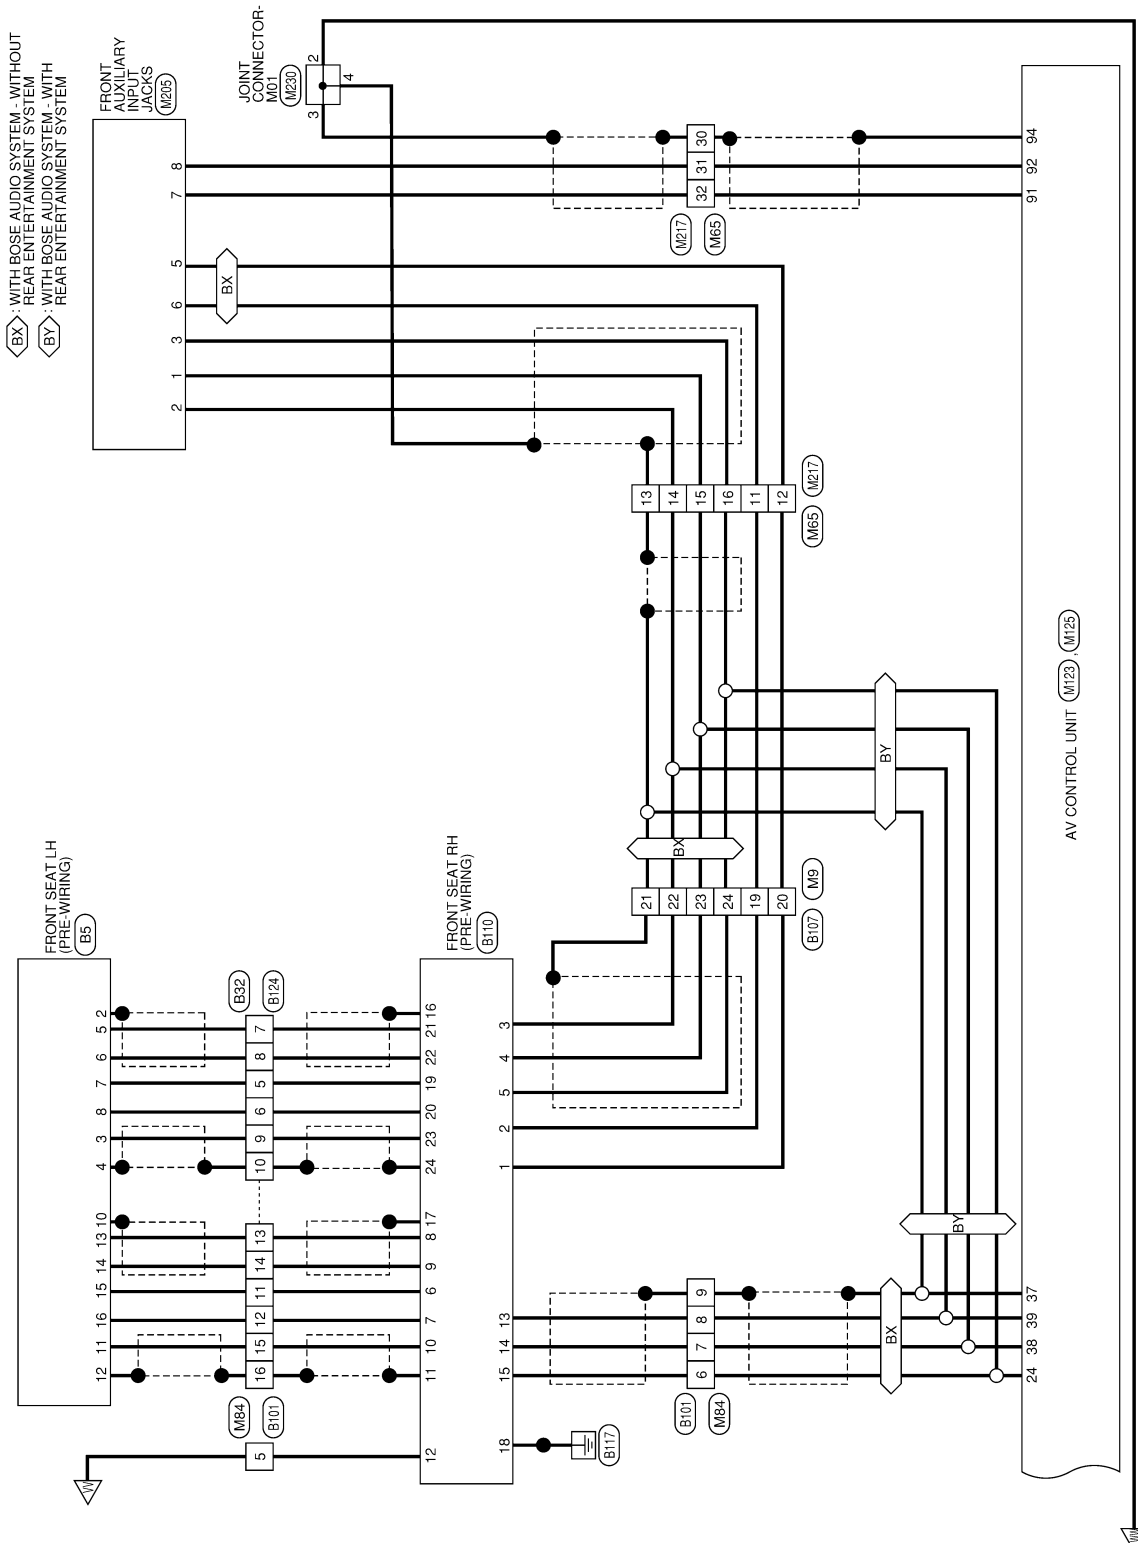 BX : WITH BOSE AUDIO SYSTEM - WITHOUT
REAR ENTERTAINMENT SYSTEM
BY : WITH BOSE AUDIO SYSTEM - WITH
REAR ENTERTAINMENT SYSTEM
FRONT
AUXILIARY
INPUT
JACKS
M205
8
7
5
6
3
1
2
BX
JOINT
CONNECTOR-
M01
M230
2
4
3
30
31
32
M217
M65
94
92
91
13
14
15
16
11
12
M217
M65
BY
BX
21
22
23
24
19
20
M9
B107
AV CONTROL UNIT M123 , M125
FRONT SEAT LH
(PRE-WIRING)
B5
2
5
6
7
8
3
4
10
13
14
15
16
11
12
B32
B124
7
8
5
6
9
10
13
14
11
12
15
16
M84
B101
5
W
FRONT SEAT RH
(PRE-WIRING)
B110
16
21
22
19
20
23
24
17
8
9
6
7
10
11
12
3
4
5
2
1
13
14
15
18
B117
9
8
7
6
B101
M84
BX
BY
37
39
38
24
WW